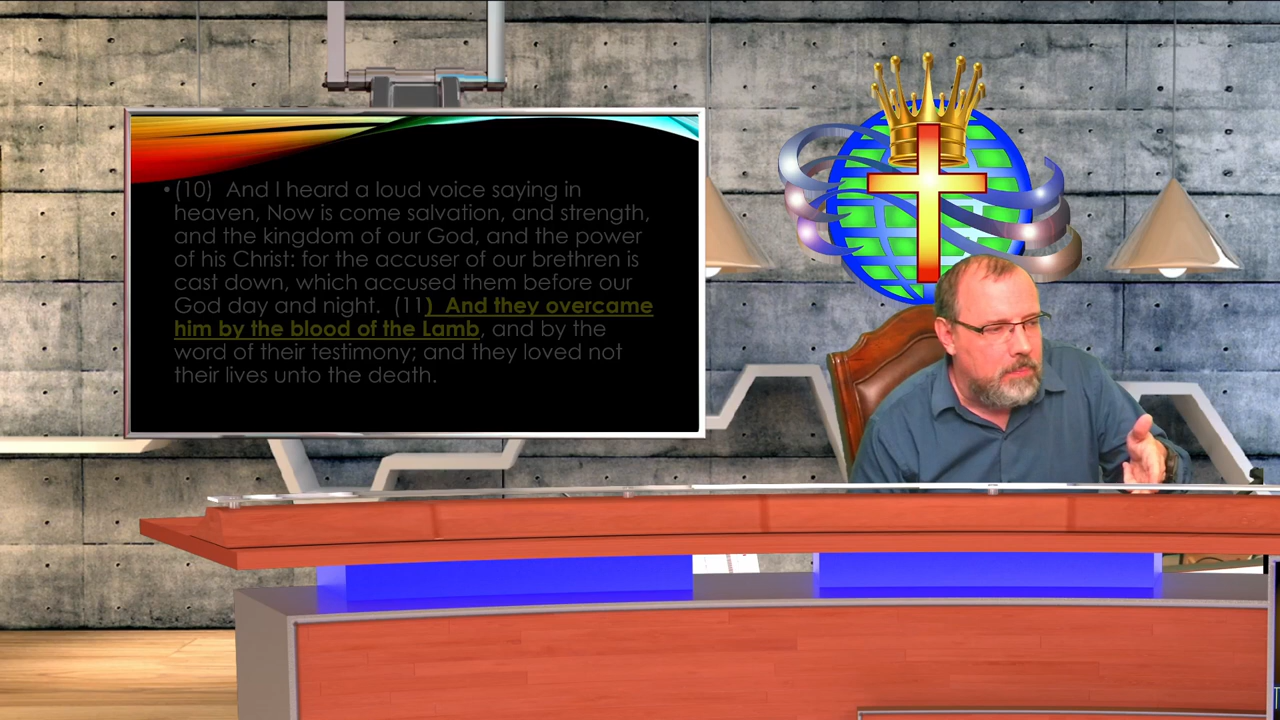 • (10) And I heard a loud voice saying in
heaven, Now is come salvation, and strength,
and the kingdom of our God, and the power
of his Christ: for the accuser of our brethren is
cast down, which accused them before our
God day and night. (11) And they overcame
him by the blood of the Lamb, and by the
word of their testimony; and they loved not
their lives unto the death.